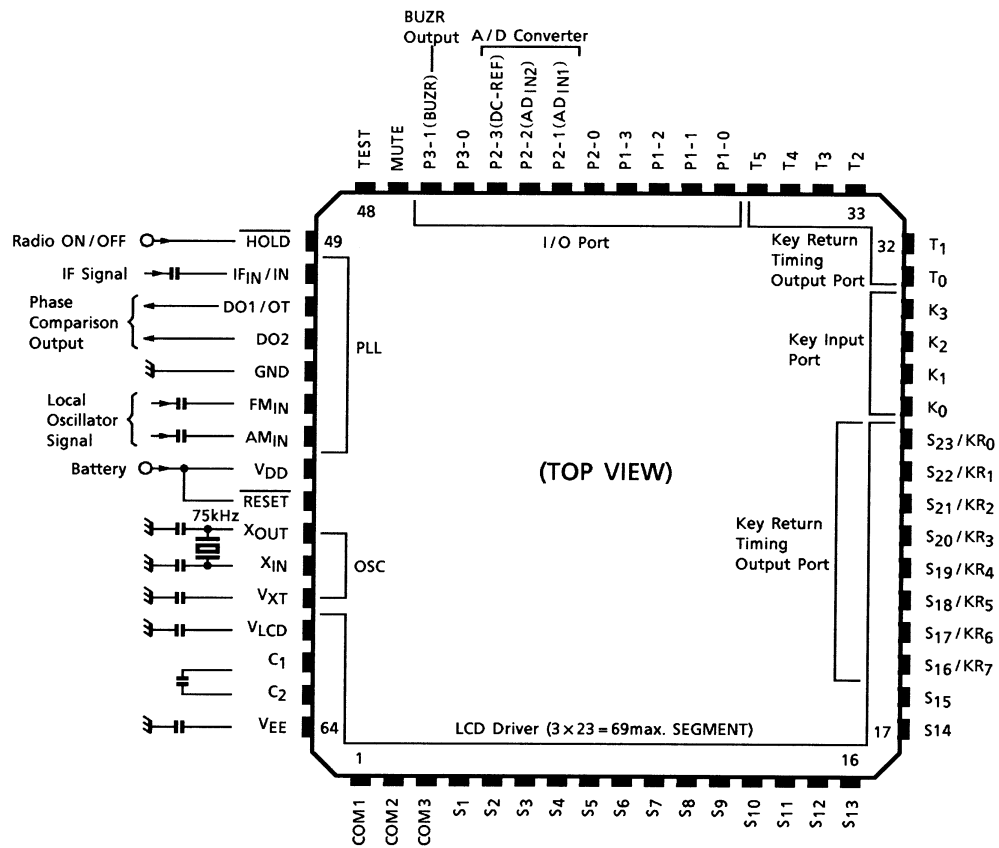 BUZR
Output
A/D Converter
TEST
MUTE
P3-1(BUZR)
P3-0
P2-3(DC-REF)
P2-2(ADIN2)
P2-1(ADIN1)
P2-0
P1-3
P1-2
P1-1
P1-0
T5
T4
T3
T2
48
33
I/O Port
Radio ON/OFF
HOLD
49
IF Signal
IFIN/IN
Phase
Comparison
Output
DO1/OT
DO2
GND
PLL
Local
Oscillator
Signal
FMIN
AMIN
Battery
VDD
RESET
75kHz
XOUT
XIN
OSC
VXT
VLCD
C1
C2
VEE
64
(TOP VIEW)
Key Return
Timing
Output Port
32
T1
T0
Key Input
Port
K3
K2
K1
K0
Key Return
Timing
Output Port
S23/KR0
S22/KR1
S21/KR2
S20/KR3
S19/KR4
S18/KR5
S17/KR6
S16/KR7
S15
S14
17
LCD Driver (3×23=69max. SEGMENT)
1
16
COM1
COM2
COM3
S1
S2
S3
S4
S5
S6
S7
S8
S9
S10
S11
S12
S13